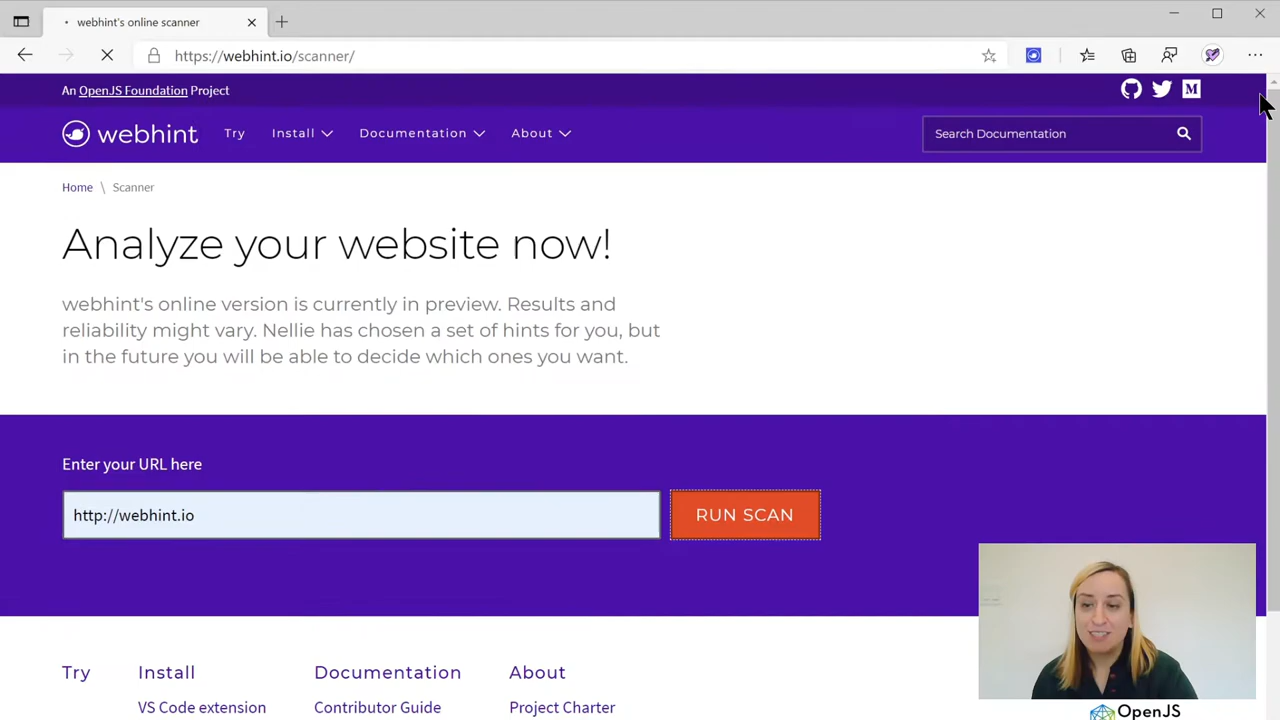 webhint's online scanner
https://webhint.io/scanner/
An OpenJS Foundation Project
M
webhint Try Install Documentation About
Search Documentation
Home \ Scanner
Analyze your website now!
webhint's online version is currently in preview. Results and
reliability might vary. Nellie has chosen a set of hints for you, but
in the future you will be able to decide which ones you want.
Enter your URL here
http://webhint.io
RUN SCAN
Try Install Documentation About
VS Code extension Contributor Guide Project Charter
OpenJS